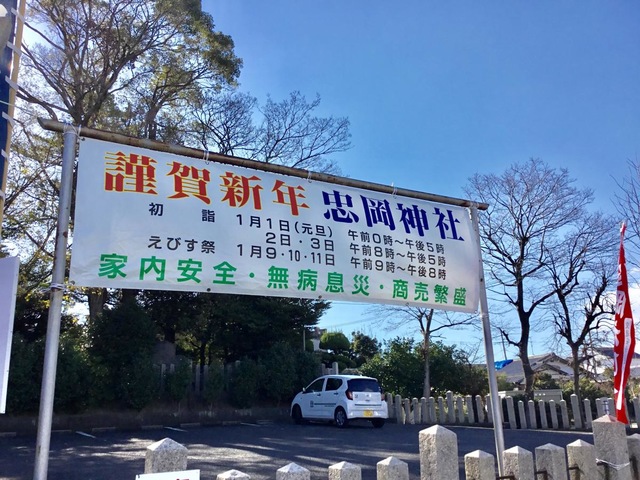 謹賀新年 忠岡神社
初詣 1月1日(元旦) 午前0時〜午後5時
2日・3日 午前8時〜午後5時
えびす祭 1月9・10・11日 午前9時〜午後8時
家内安全・無病息災・商売繁盛